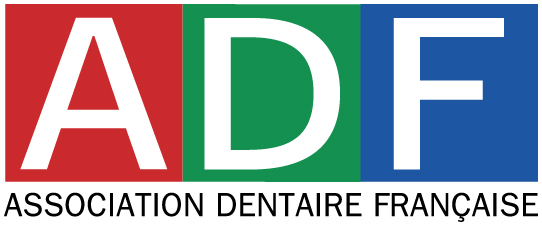 ADF
ASSOCIATION DENTAIRE FRANÇAISE